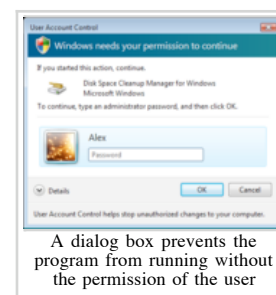 User Account Control
Windows needs your permission to continue
If you started this action, continue.
Disk Space Cleanup Manager for Windows
Microsoft Windows
To continue, type an administrator password, and then click OK.
Alex
Password
Details
OK
Cancel
User Account Control helps stop unauthorized changes to your computer.
A dialog box prevents the
program from running without
the permission of the user